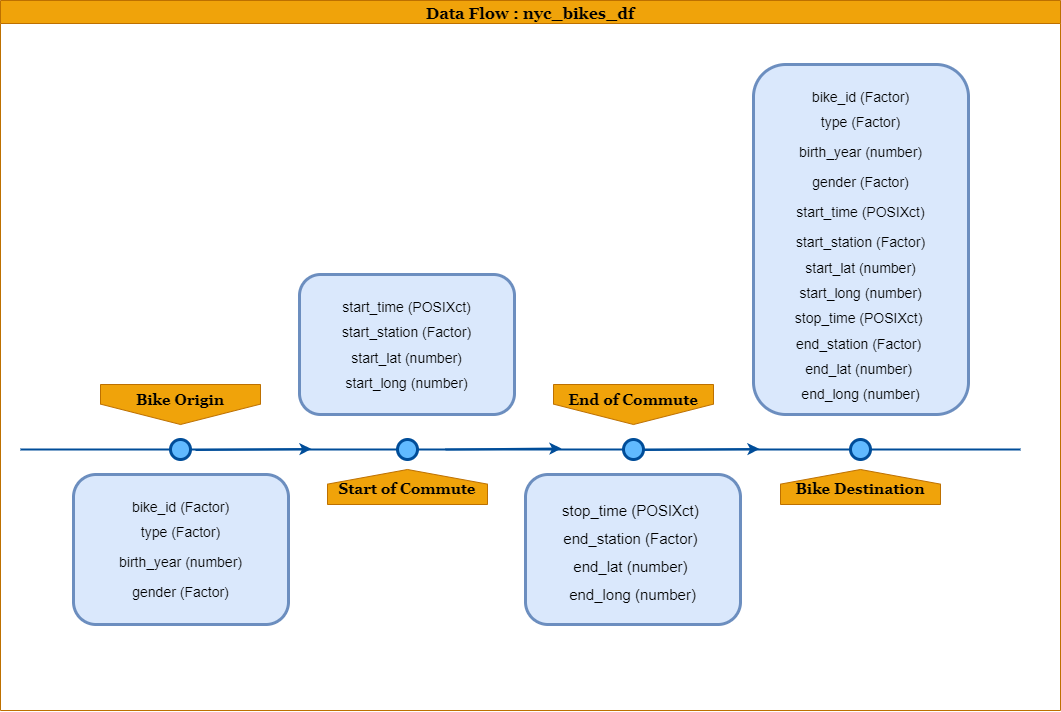 Data Flow : nyc_bikes_df
Bike Origin
bike_id (Factor)
type (Factor)
birth_year (number)
gender (Factor)
start_time (POSIXct)
start_station (Factor)
start_lat (number)
start_long (number)
Start of Commute
End of Commute
stop_time (POSIXct)
end_station (Factor)
end_lat (number)
end_long (number)
bike_id (Factor)
type (Factor)
birth_year (number)
gender (Factor)
start_time (POSIXct)
start_station (Factor)
start_lat (number)
start_long (number)
stop_time (POSIXct)
end_station (Factor)
end_lat (number)
end_long (number)
Bike Destination